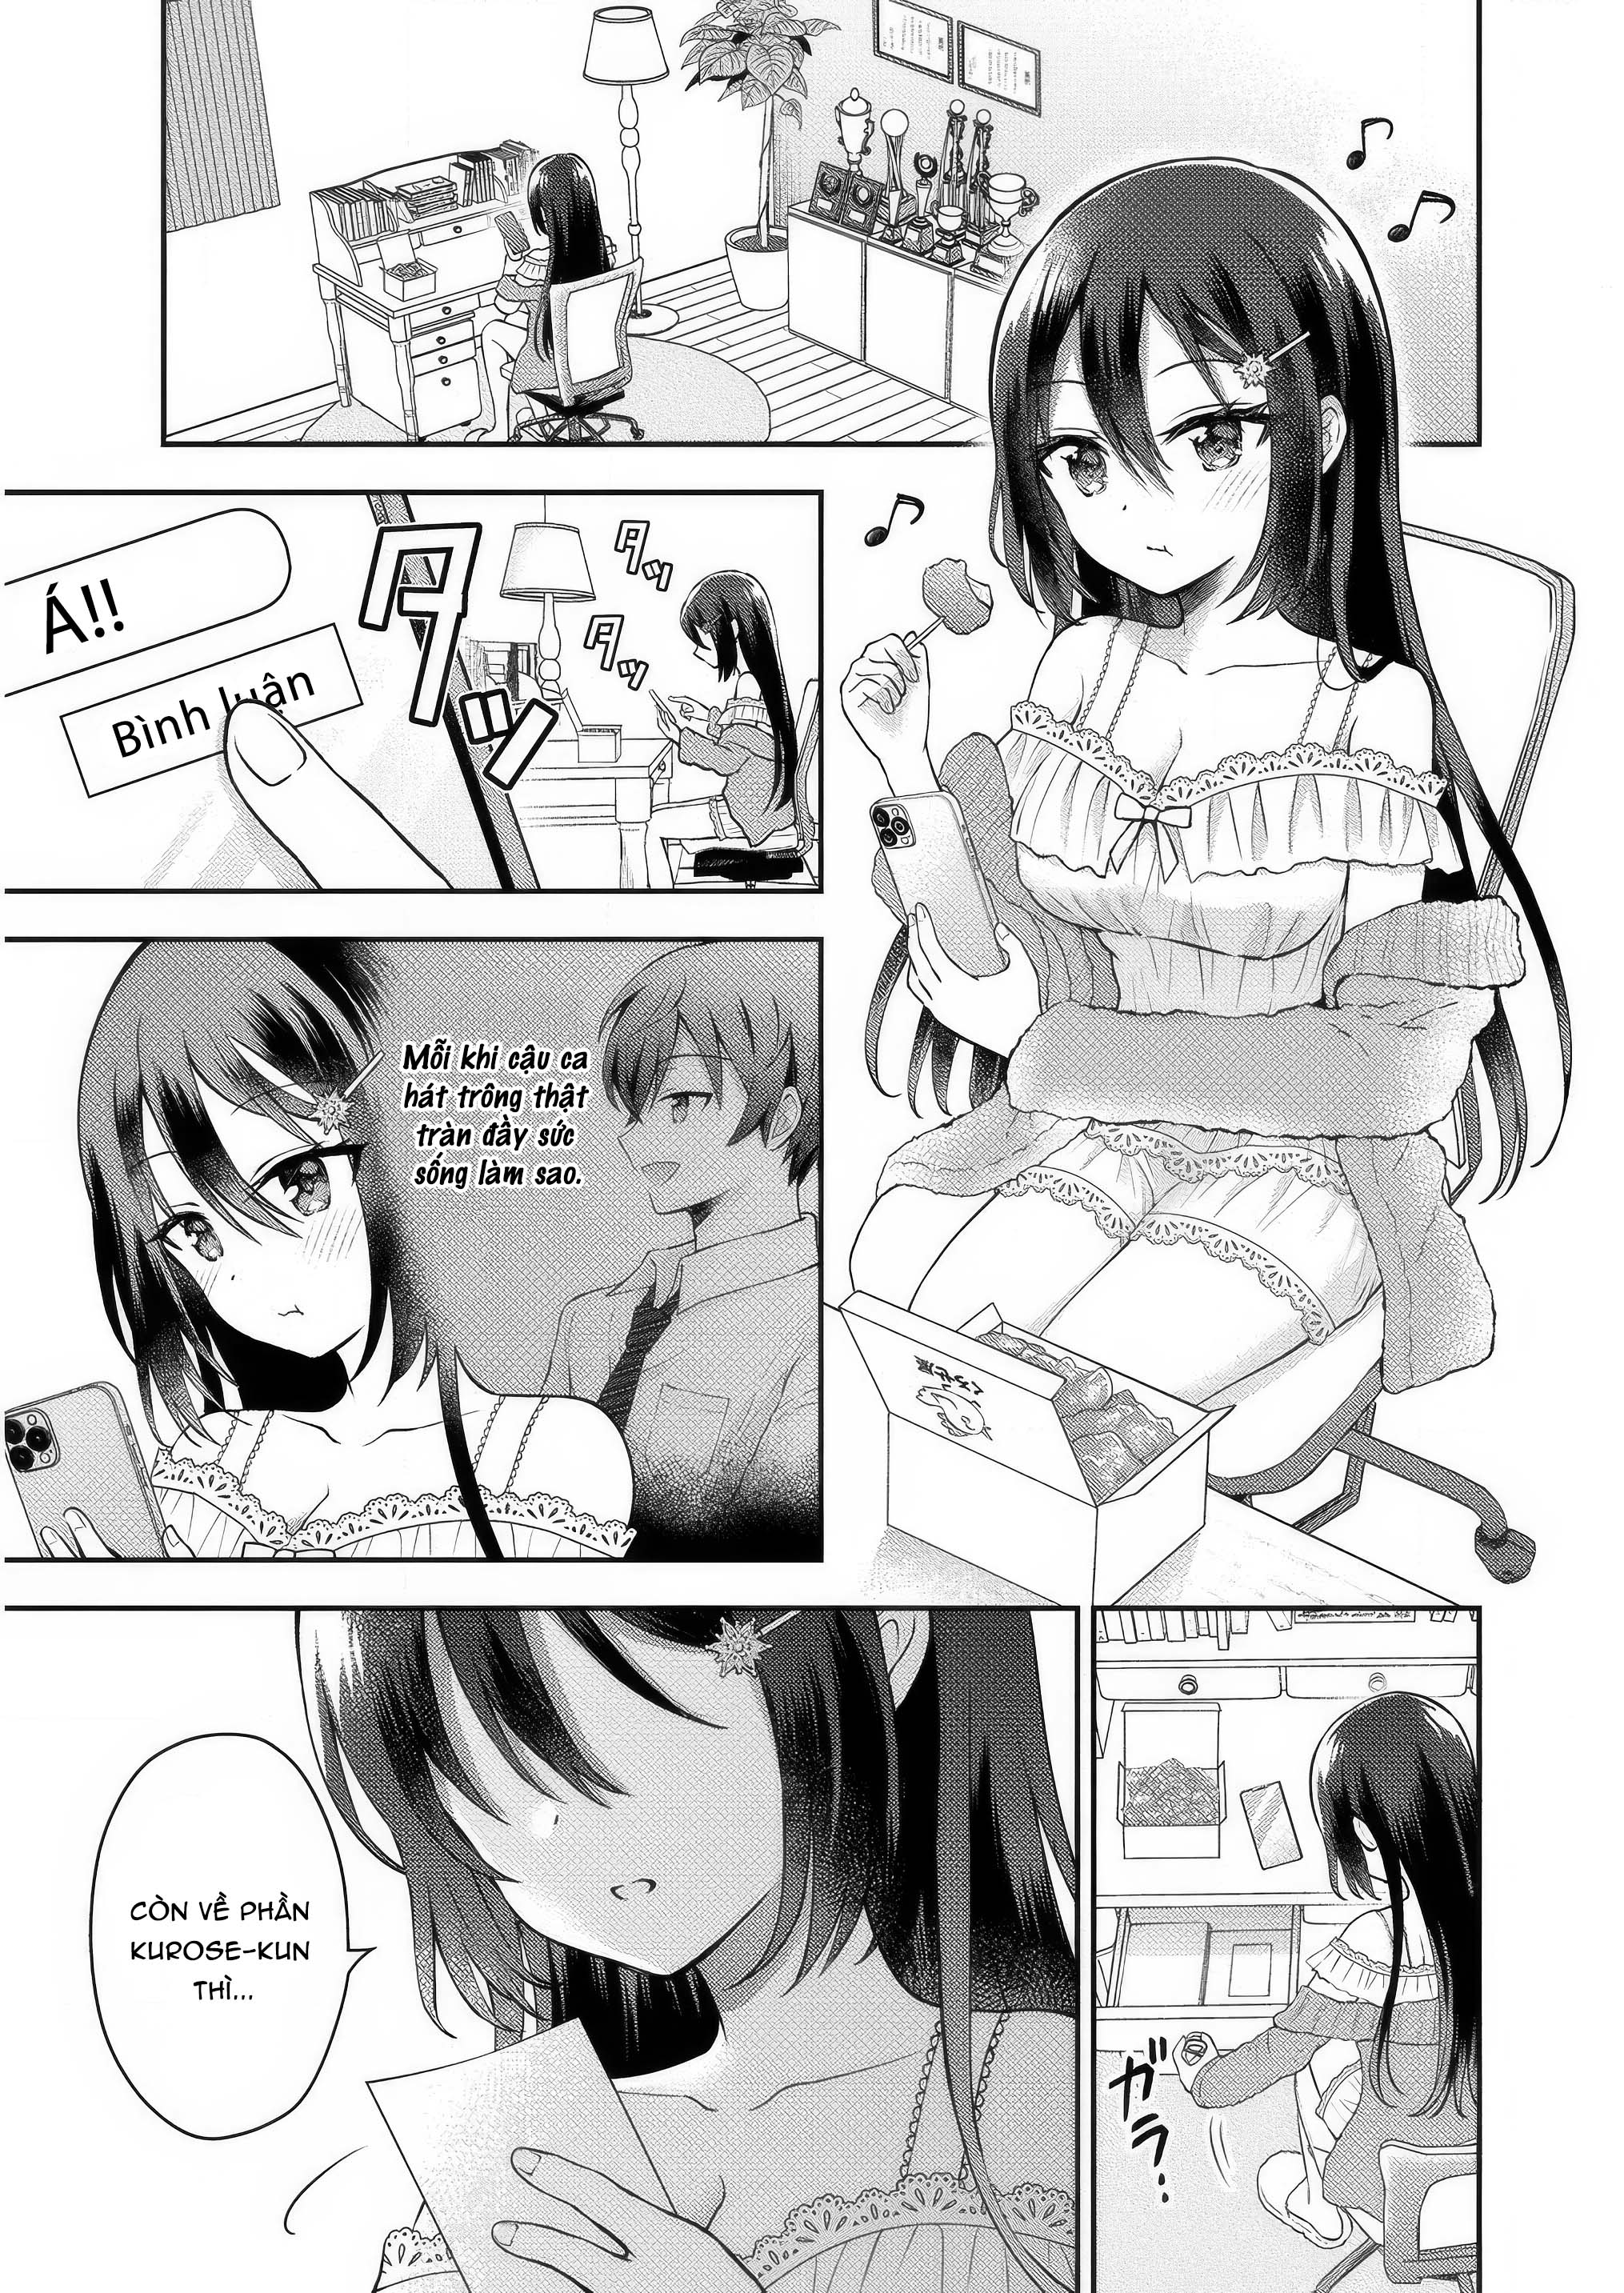 Á!!
Bình luận
タッ
タッ
タッ
Mỗi khi cậu ca
hát trông thật
tràn đầy sức
sống làm sao.
ガラ.
CÒN VỀ PHẦN
KUROSE-KUN
THÌ...